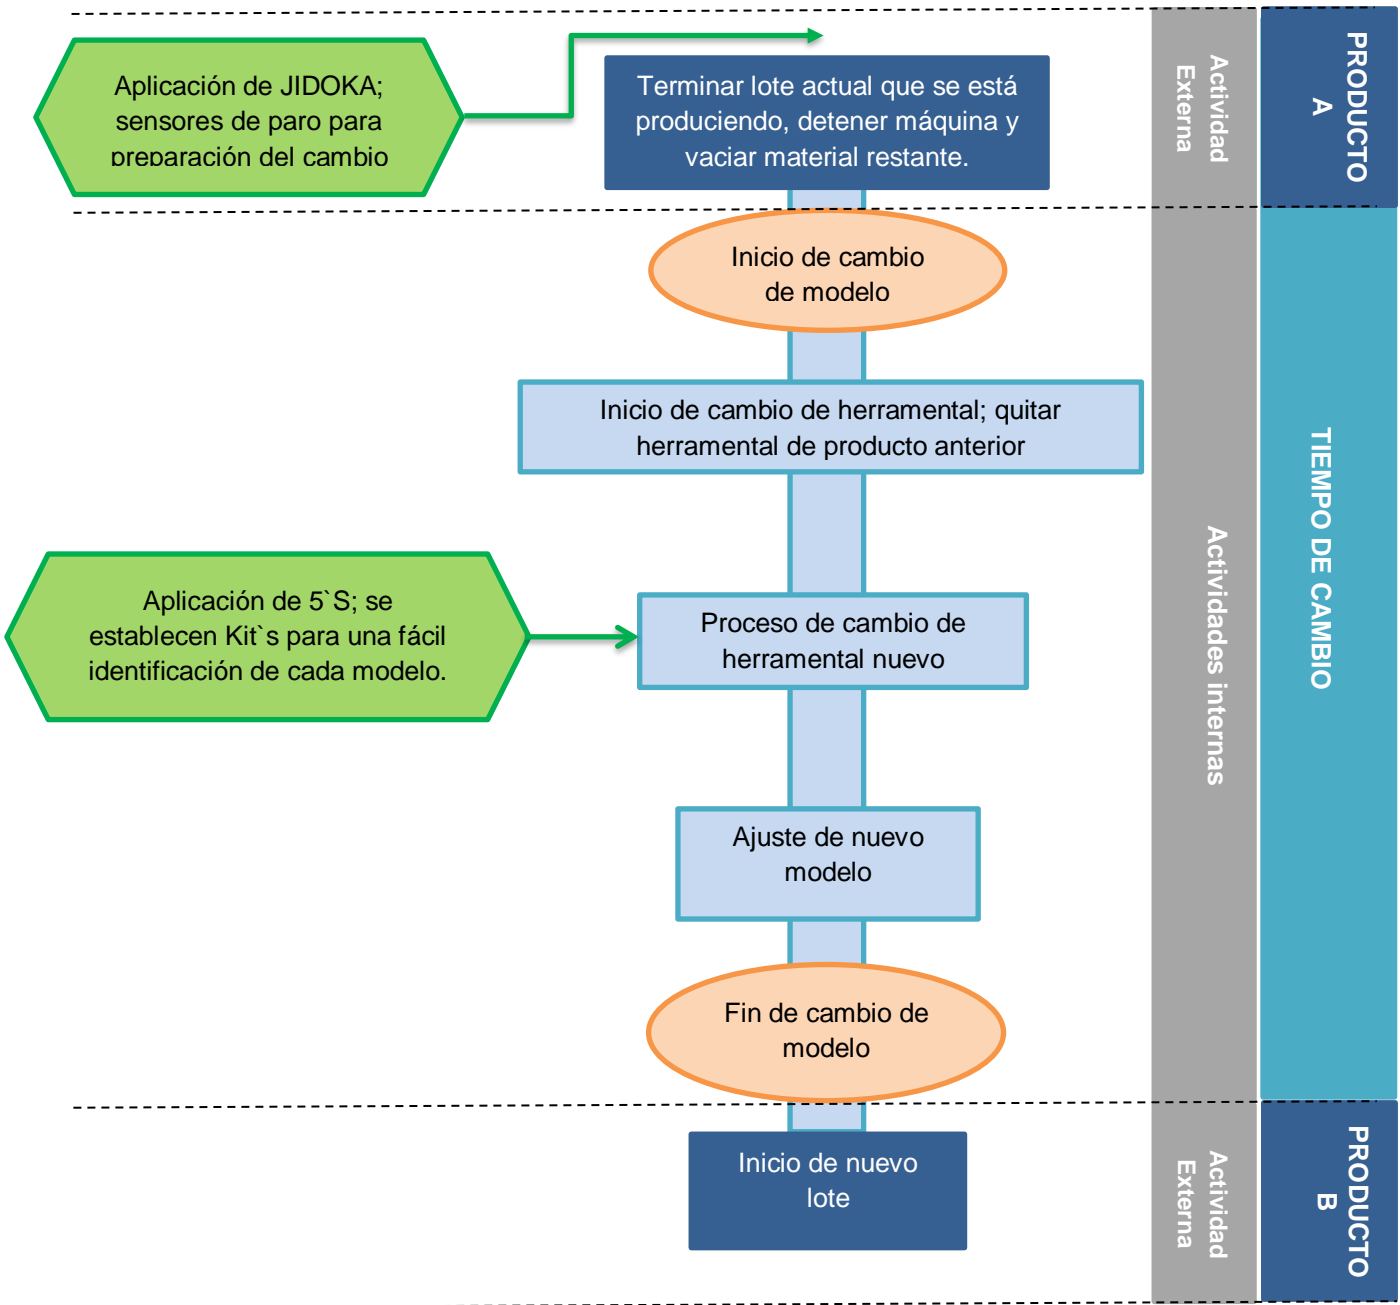 Aplicación de JIDOKA;
sensores de paro para
preparación del cambio
Terminar lote actual que se está
produciendo, detener máquina y
vaciar material restante.
Actividad
Externa
PRODUCTO
A
Inicio de cambio
de modelo
Inicio de cambio de herramental; quitar
herramental de producto anterior
Aplicación de 5`S; se
establecen Kit`s para una fácil
identificación de cada modelo.
Proceso de cambio de
herramental nuevo
Ajuste de nuevo
modelo
Fin de cambio de
modelo
Actividades internas
TIEMPO DE CAMBIO
Inicio de nuevo
lote
Actividad
Externa
PRODUCTO
B